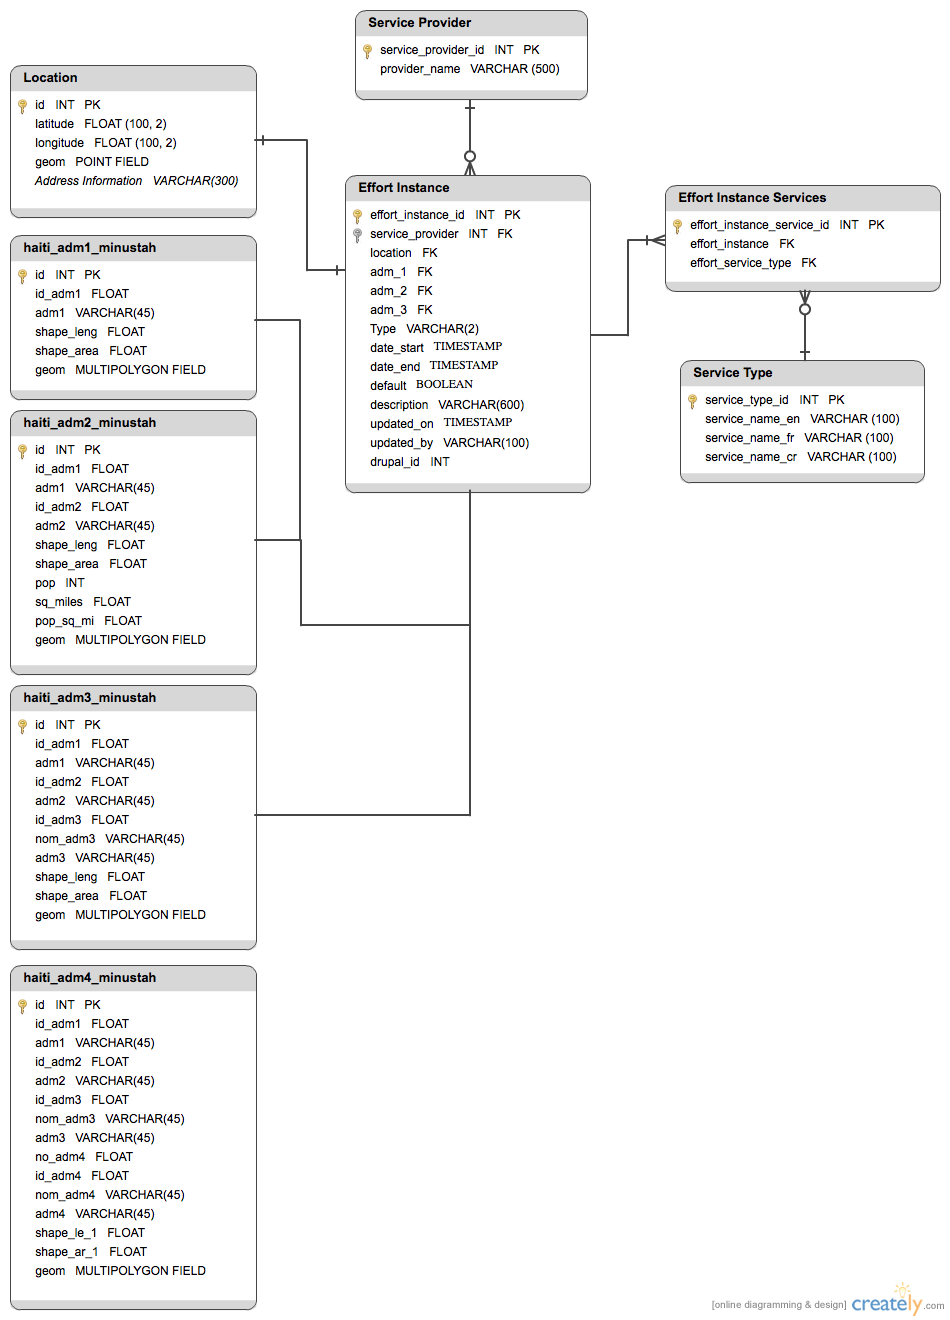 Service Provider
service_provider_id INT PK
provider_name VARCHAR (500)
Location
id INT PK
latitude FLOAT (100, 2)
longitude FLOAT (100, 2)
geom POINT FIELD
Address Information VARCHAR(300)
haiti_adm1_minustah
id INT PK
id_adm1 FLOAT
adm1 VARCHAR(45)
shape_leng FLOAT
shape_area FLOAT
geom MULTIPOLYGON FIELD
haiti_adm2_minustah
id INT PK
id_adm1 FLOAT
adm1 VARCHAR(45)
id_adm2 FLOAT
adm2 VARCHAR(45)
shape_leng FLOAT
shape_area FLOAT
pop INT
sq_miles FLOAT
pop_sq_mi FLOAT
geom MULTIPOLYGON FIELD
haiti_adm3_minustah
id INT PK
id_adm1 FLOAT
adm1 VARCHAR(45)
id_adm2 FLOAT
adm2 VARCHAR(45)
id_adm3 FLOAT
nom_adm3 VARCHAR(45)
adm3 VARCHAR(45)
shape_leng FLOAT
shape_area FLOAT
geom MULTIPOLYGON FIELD
haiti_adm4_minustah
id INT PK
id_adm1 FLOAT
adm1 VARCHAR(45)
id_adm2 FLOAT
adm2 VARCHAR(45)
id_adm3 FLOAT
nom_adm3 VARCHAR(45)
adm3 VARCHAR(45)
no_adm4 FLOAT
id_adm4 FLOAT
nom_adm4 VARCHAR(45)
adm4 VARCHAR(45)
shape_le_1 FLOAT
shape_ar_1 FLOAT
geom MULTIPOLYGON FIELD
Effort Instance
effort_instance_id INT PK
service_provider INT FK
location FK
adm_1 FK
adm_2 FK
adm_3 FK
Type VARCHAR(2)
date_start TIMESTAMP
date_end TIMESTAMP
default BOOLEAN
description VARCHAR(600)
updated_on TIMESTAMP
updated_by VARCHAR(100)
drupal_id INT
Effort Instance Services
effort_instance_service_id INT PK
effort_instance FK
effort_service_type FK
Service Type
service_type_id INT PK
service_name_en VARCHAR (100)
service_name_fr VARCHAR (100)
service_name_cr VARCHAR (100)
[online diagramming & design] creately.com